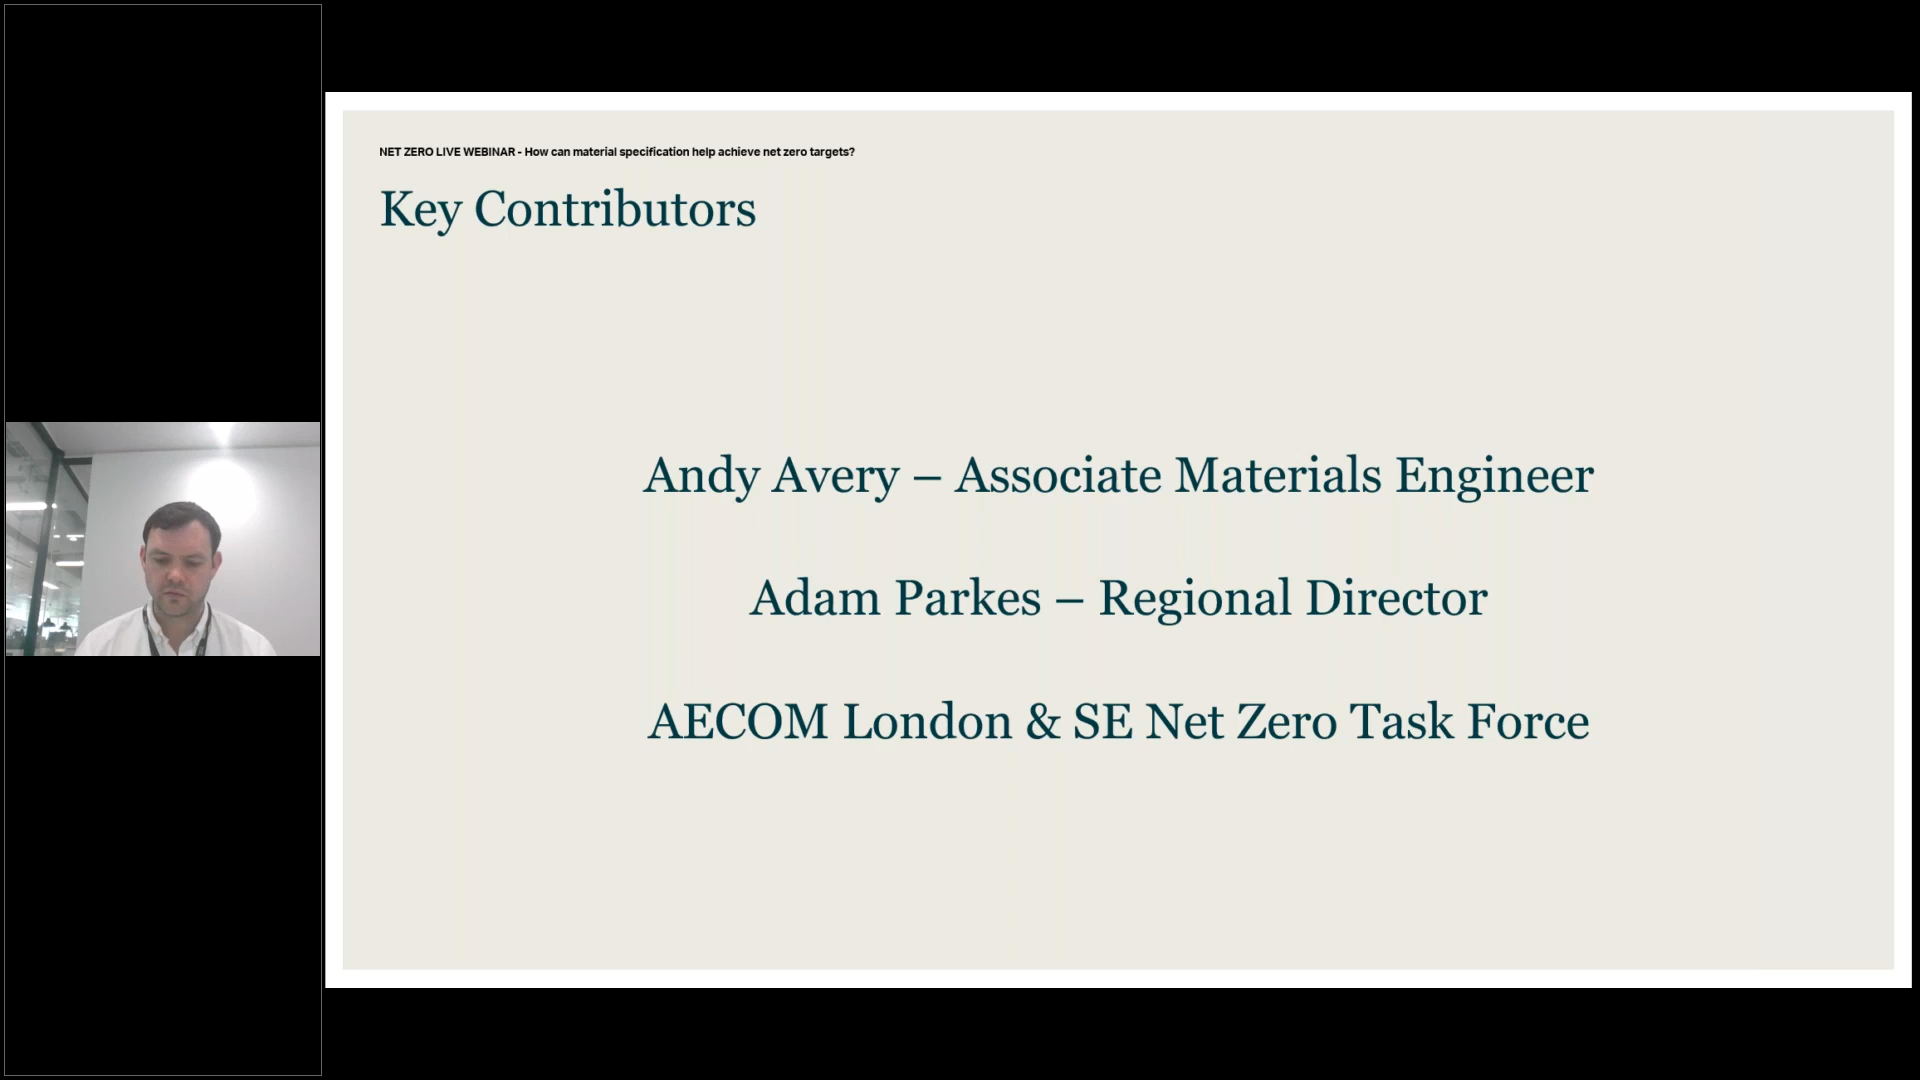 NET ZERO LIVE WEBINAR - How can material specification help achieve net zero targets?
Key Contributors
Andy Avery – Associate Materials Engineer
Adam Parkes – Regional Director
AECOM London & SE Net Zero Task Force